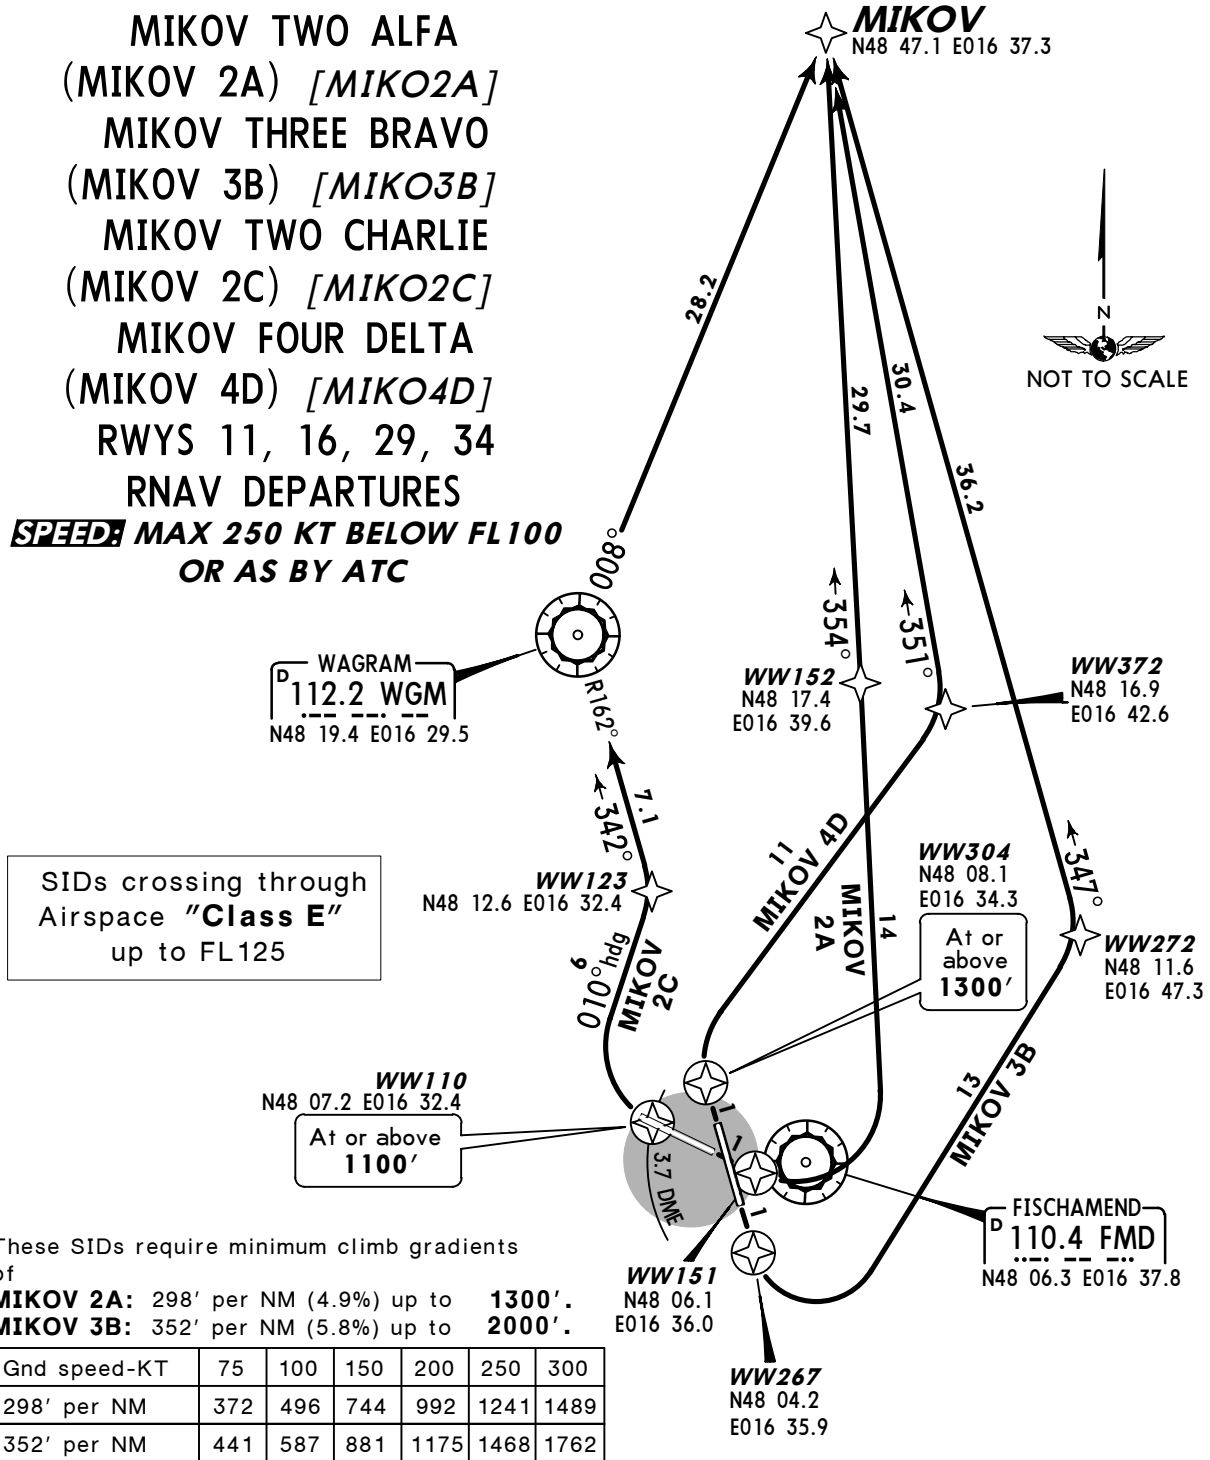 MIKOV TWO ALFA
(MIKOV 2A) [MIKO2A]
MIKOV THREE BRAVO
(MIKOV 3B) [MIKO3B]
MIKOV TWO CHARLIE
(MIKOV 2C) [MIKO2C]
MIKOV FOUR DELTA
(MIKOV 4D) [MIKO4D]
RWYS 11, 16, 29, 34
RNAV DEPARTURES
SPEED: MAX 250 KT BELOW FL100
OR AS BY ATC
MIKOV
N48 47.1 E016 37.3
N
NOT TO SCALE
28.2
29.7
30.4
36.2
008°
WAGRAM
D 112.2 WGM
N48 19.4 E016 29.5
R162°
354°
351°
WW152
N48 17.4
E016 39.6
WW372
N48 16.9
E016 42.6
7.1
342°
347°
SIDs crossing through
Airspace "Class E"
up to FL125
WW123
N48 12.6 E016 32.4
11
MIKOV 4D
14
MIKOV
2A
WW304
N48 08.1
E016 34.3
At or
above
1300'
WW272
N48 11.6
E016 47.3
6
010° hdg
MIKOV
2C
13
MIKOV 3B
WW110
N48 07.2 E016 32.4
At or above
1100'
1
1
1
3.7 DME
FISCHAMEND
D 110.4 FMD
N48 06.3 E016 37.8
WW151
N48 06.1
E016 36.0
WW267
N48 04.2
E016 35.9
These SIDs require minimum climb gradients
of
MIKOV 2A: 298' per NM (4.9%) up to 1300'.
MIKOV 3B: 352' per NM (5.8%) up to 2000'.
Gnd speed-KT 75 100 150 200 250 300
298' per NM 372 496 744 992 1241 1489
352' per NM 441 587 881 1175 1468 1762